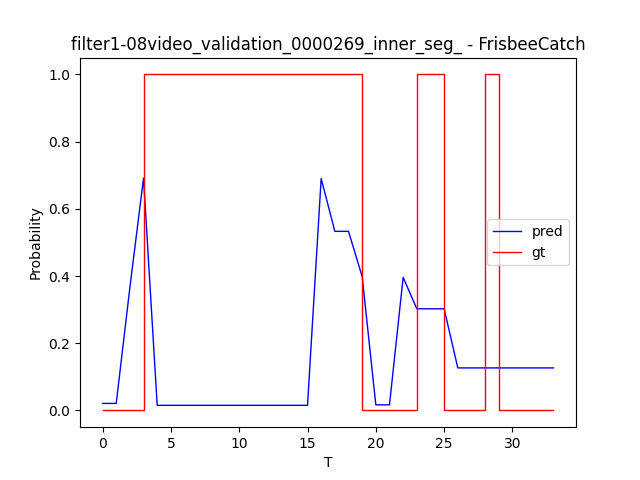 filter1-08video_validation_0000269_inner_seg_ - FrisbeeCatch
1.0
0.8
0.6
0.4
0.2
0.0
Probability
pred
gt
0 5 10 15 20 25 30
T